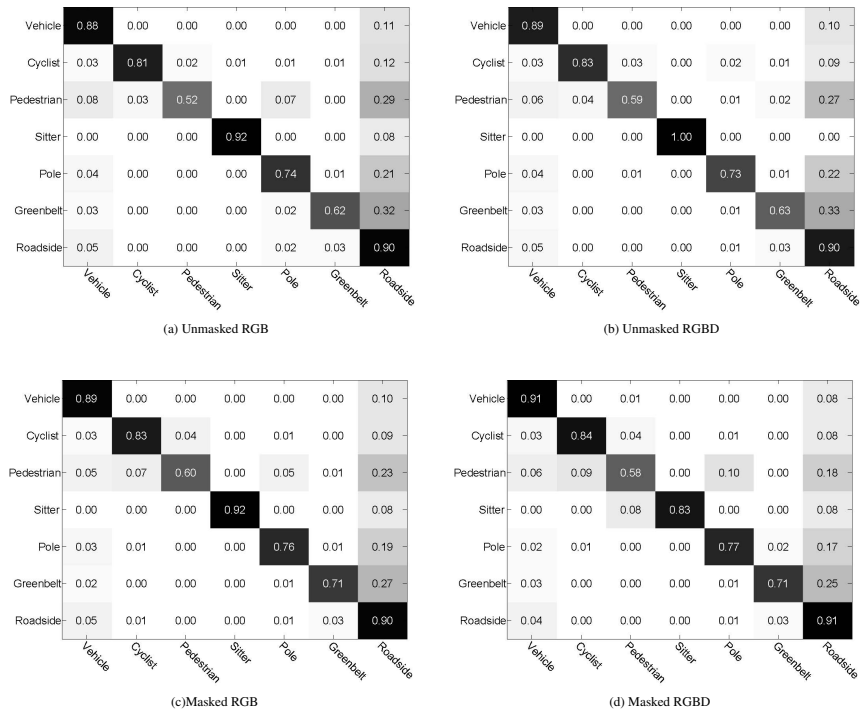 Vehicle 0.88 0.00 0.00 0.00 0.00 0.00 0.11
Cyclist 0.03 0.81 0.02 0.01 0.01 0.01 0.12
Pedestrian 0.08 0.03 0.52 0.00 0.07 0.00 0.29
Sitter 0.00 0.00 0.00 0.92 0.00 0.00 0.08
Pole 0.04 0.00 0.00 0.00 0.74 0.01 0.21
Greenbelt 0.03 0.00 0.00 0.00 0.02 0.62 0.32
Roadside 0.05 0.00 0.00 0.00 0.02 0.03 0.90
Vehicle Cyclist Pedestrian Sitter Pole Greenbelt Roadside
(a) Unmasked RGB
Vehicle 0.89 0.00 0.00 0.00 0.00 0.00 0.10
Cyclist 0.03 0.83 0.03 0.00 0.02 0.01 0.09
Pedestrian 0.06 0.04 0.59 0.00 0.01 0.02 0.27
Sitter 0.00 0.00 0.00 1.00 0.00 0.00 0.00
Pole 0.04 0.00 0.01 0.00 0.73 0.01 0.22
Greenbelt 0.03 0.00 0.00 0.00 0.01 0.63 0.33
Roadside 0.05 0.00 0.00 0.00 0.01 0.03 0.90
Vehicle Cyclist Pedestrian Sitter Pole Greenbelt Roadside
(b) Unmasked RGBD
Vehicle 0.89 0.00 0.00 0.00 0.00 0.00 0.10
Cyclist 0.03 0.83 0.04 0.00 0.01 0.00 0.09
Pedestrian 0.05 0.07 0.60 0.00 0.05 0.01 0.23
Sitter 0.00 0.00 0.00 0.92 0.00 0.00 0.08
Pole 0.03 0.01 0.00 0.00 0.76 0.01 0.19
Greenbelt 0.02 0.00 0.00 0.00 0.01 0.71 0.27
Roadside 0.05 0.01 0.00 0.00 0.01 0.03 0.90
Vehicle Cyclist Pedestrian Sitter Pole Greenbelt Roadside
(c)Masked RGB
Vehicle 0.91 0.00 0.01 0.00 0.00 0.00 0.08
Cyclist 0.03 0.84 0.04 0.00 0.01 0.00 0.08
Pedestrian 0.06 0.09 0.58 0.00 0.10 0.00 0.18
Sitter 0.00 0.00 0.08 0.83 0.00 0.00 0.08
Pole 0.02 0.01 0.00 0.00 0.77 0.02 0.17
Greenbelt 0.03 0.00 0.00 0.00 0.01 0.71 0.25
Roadside 0.04 0.00 0.00 0.00 0.01 0.03 0.91
Vehicle Cyclist Pedestrian Sitter Pole Greenbelt Roadside
(d) Masked RGBD